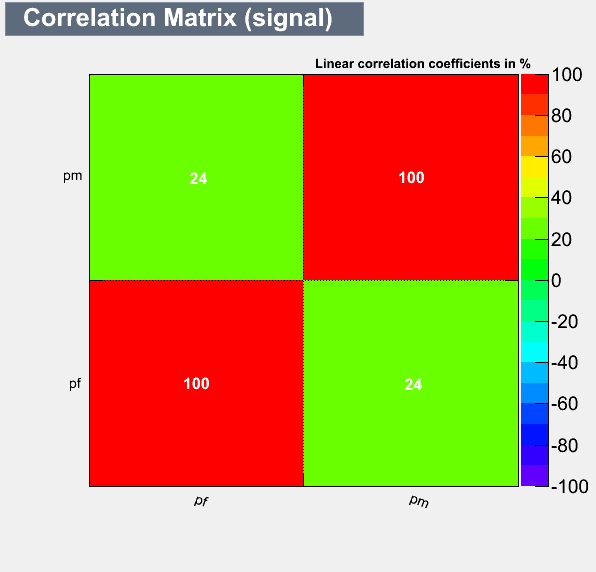 Correlation Matrix (signal)
Linear correlation coefficients in %
100
80
60
40
20
0
-20
-40
-60
-80
-100
pm
24
100
pf
100
24
pf
pm